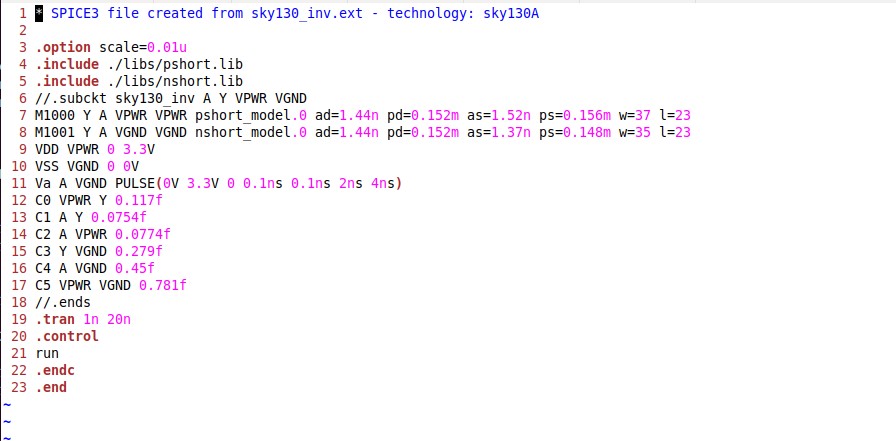 1 * SPICE3 file created from sky130_inv.ext - technology: sky130A
2
3 .option scale=0.01u
4 .include ./libs/pshort.lib
5 .include ./libs/nshort.lib
6 //.subckt sky130_inv A Y VPWR VGND
7 M1000 Y A VPWR VPWR pshort_model.0 ad=1.44n pd=0.152m as=1.52n ps=0.156m w=37 l=23
8 M1001 Y A VGND VGND nshort_model.0 ad=1.44n pd=0.152m as=1.37n ps=0.148m w=35 l=23
9 VDD VPWR 0 3.3V
10 VSS VGND 0 0V
11 Va A VGND PULSE(0V 3.3V 0 0.1ns 0.1ns 2ns 4ns)
12 C0 VPWR Y 0.117f
13 C1 A Y 0.0754f
14 C2 A VPWR 0.0774f
15 C3 Y VGND 0.279f
16 C4 A VGND 0.45f
17 C5 VPWR VGND 0.781f
18 //.ends
19 .tran 1n 20n
20 .control
21 run
22 .endc
23 .end
~
~
~